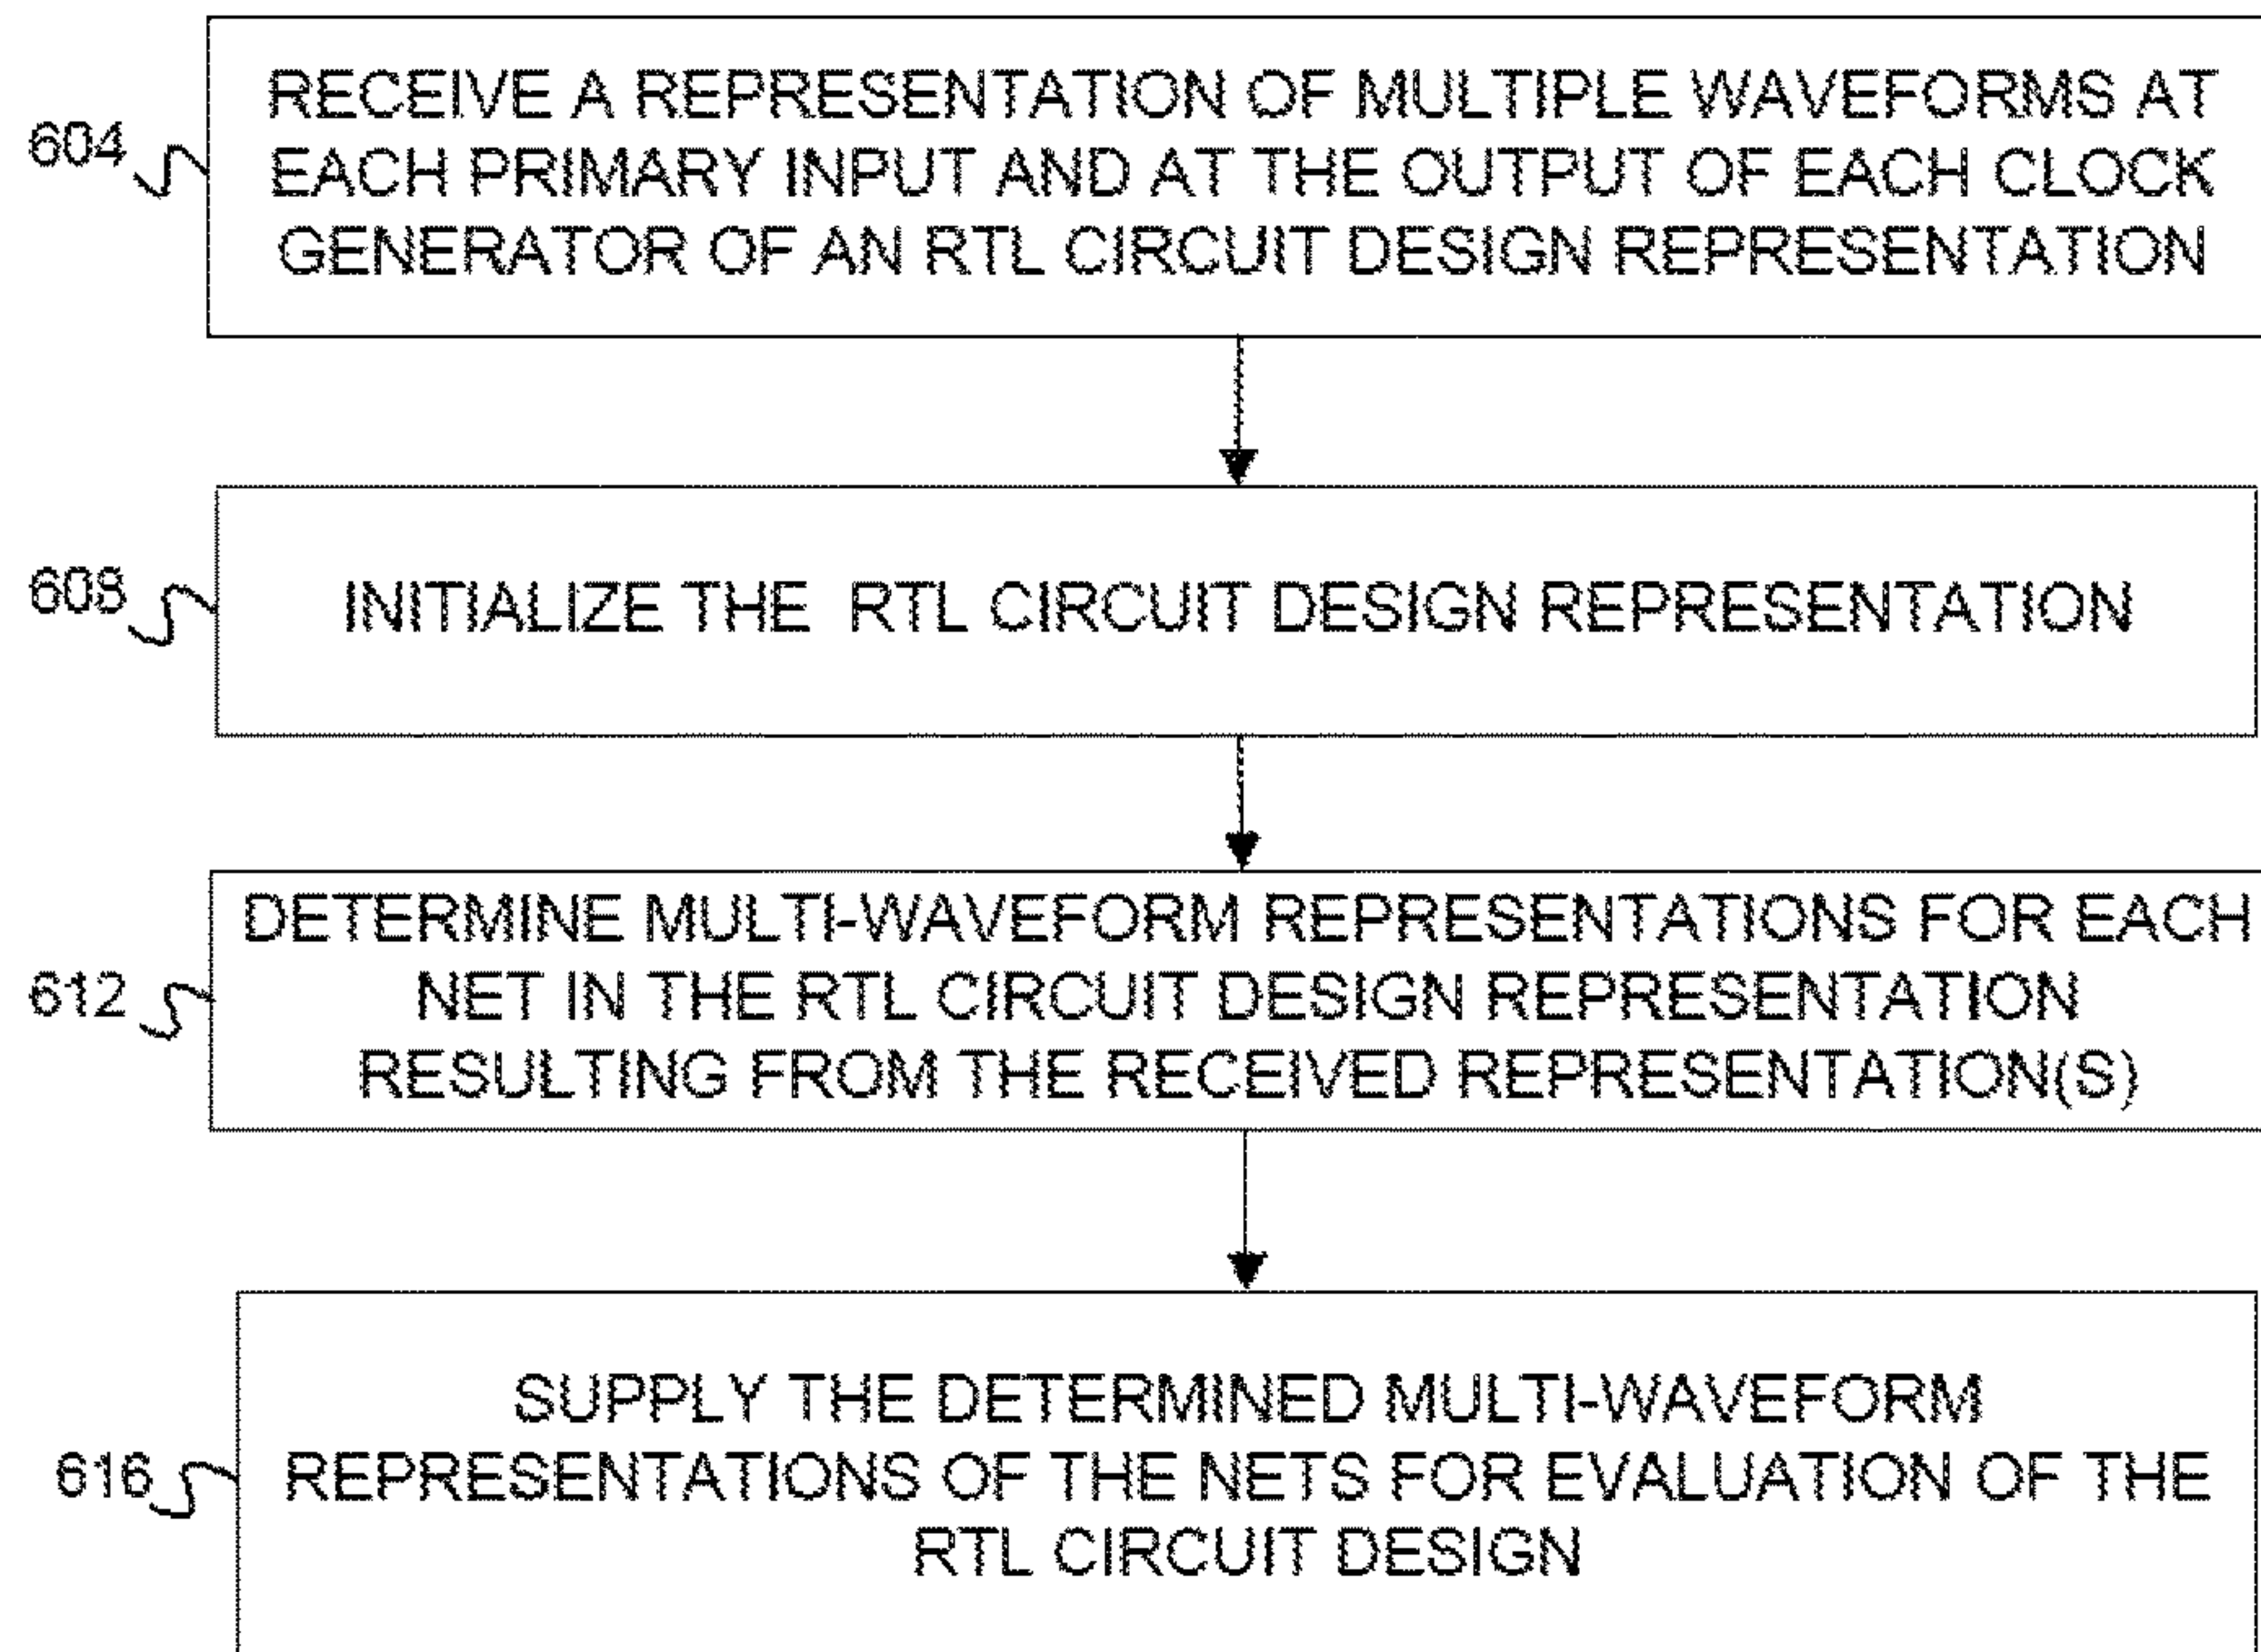 604
RECEIVE A REPRESENTATION OF MULTIPLE WAVEFORMS AT
EACH PRIMARY INPUT AND AT THE OUTPUT OF EACH CLOCK
GENERATOR OF AN RTL CIRCUIT DESIGN REPRESENTATION
608
INITIALIZE THE RTL CIRCUIT DESIGN REPRESENTATION
612
DETERMINE MULTI-WAVEFORM REPRESENTATIONS FOR EACH
NET IN THE RTL CIRCUIT DESIGN REPRESENTATION
RESULTING FROM THE RECEIVED REPRESENTATION(S)
616
SUPPLY THE DETERMINED MULTI-WAVEFORM
REPRESENTATIONS OF THE NETS FOR EVALUATION OF THE
RTL CIRCUIT DESIGN